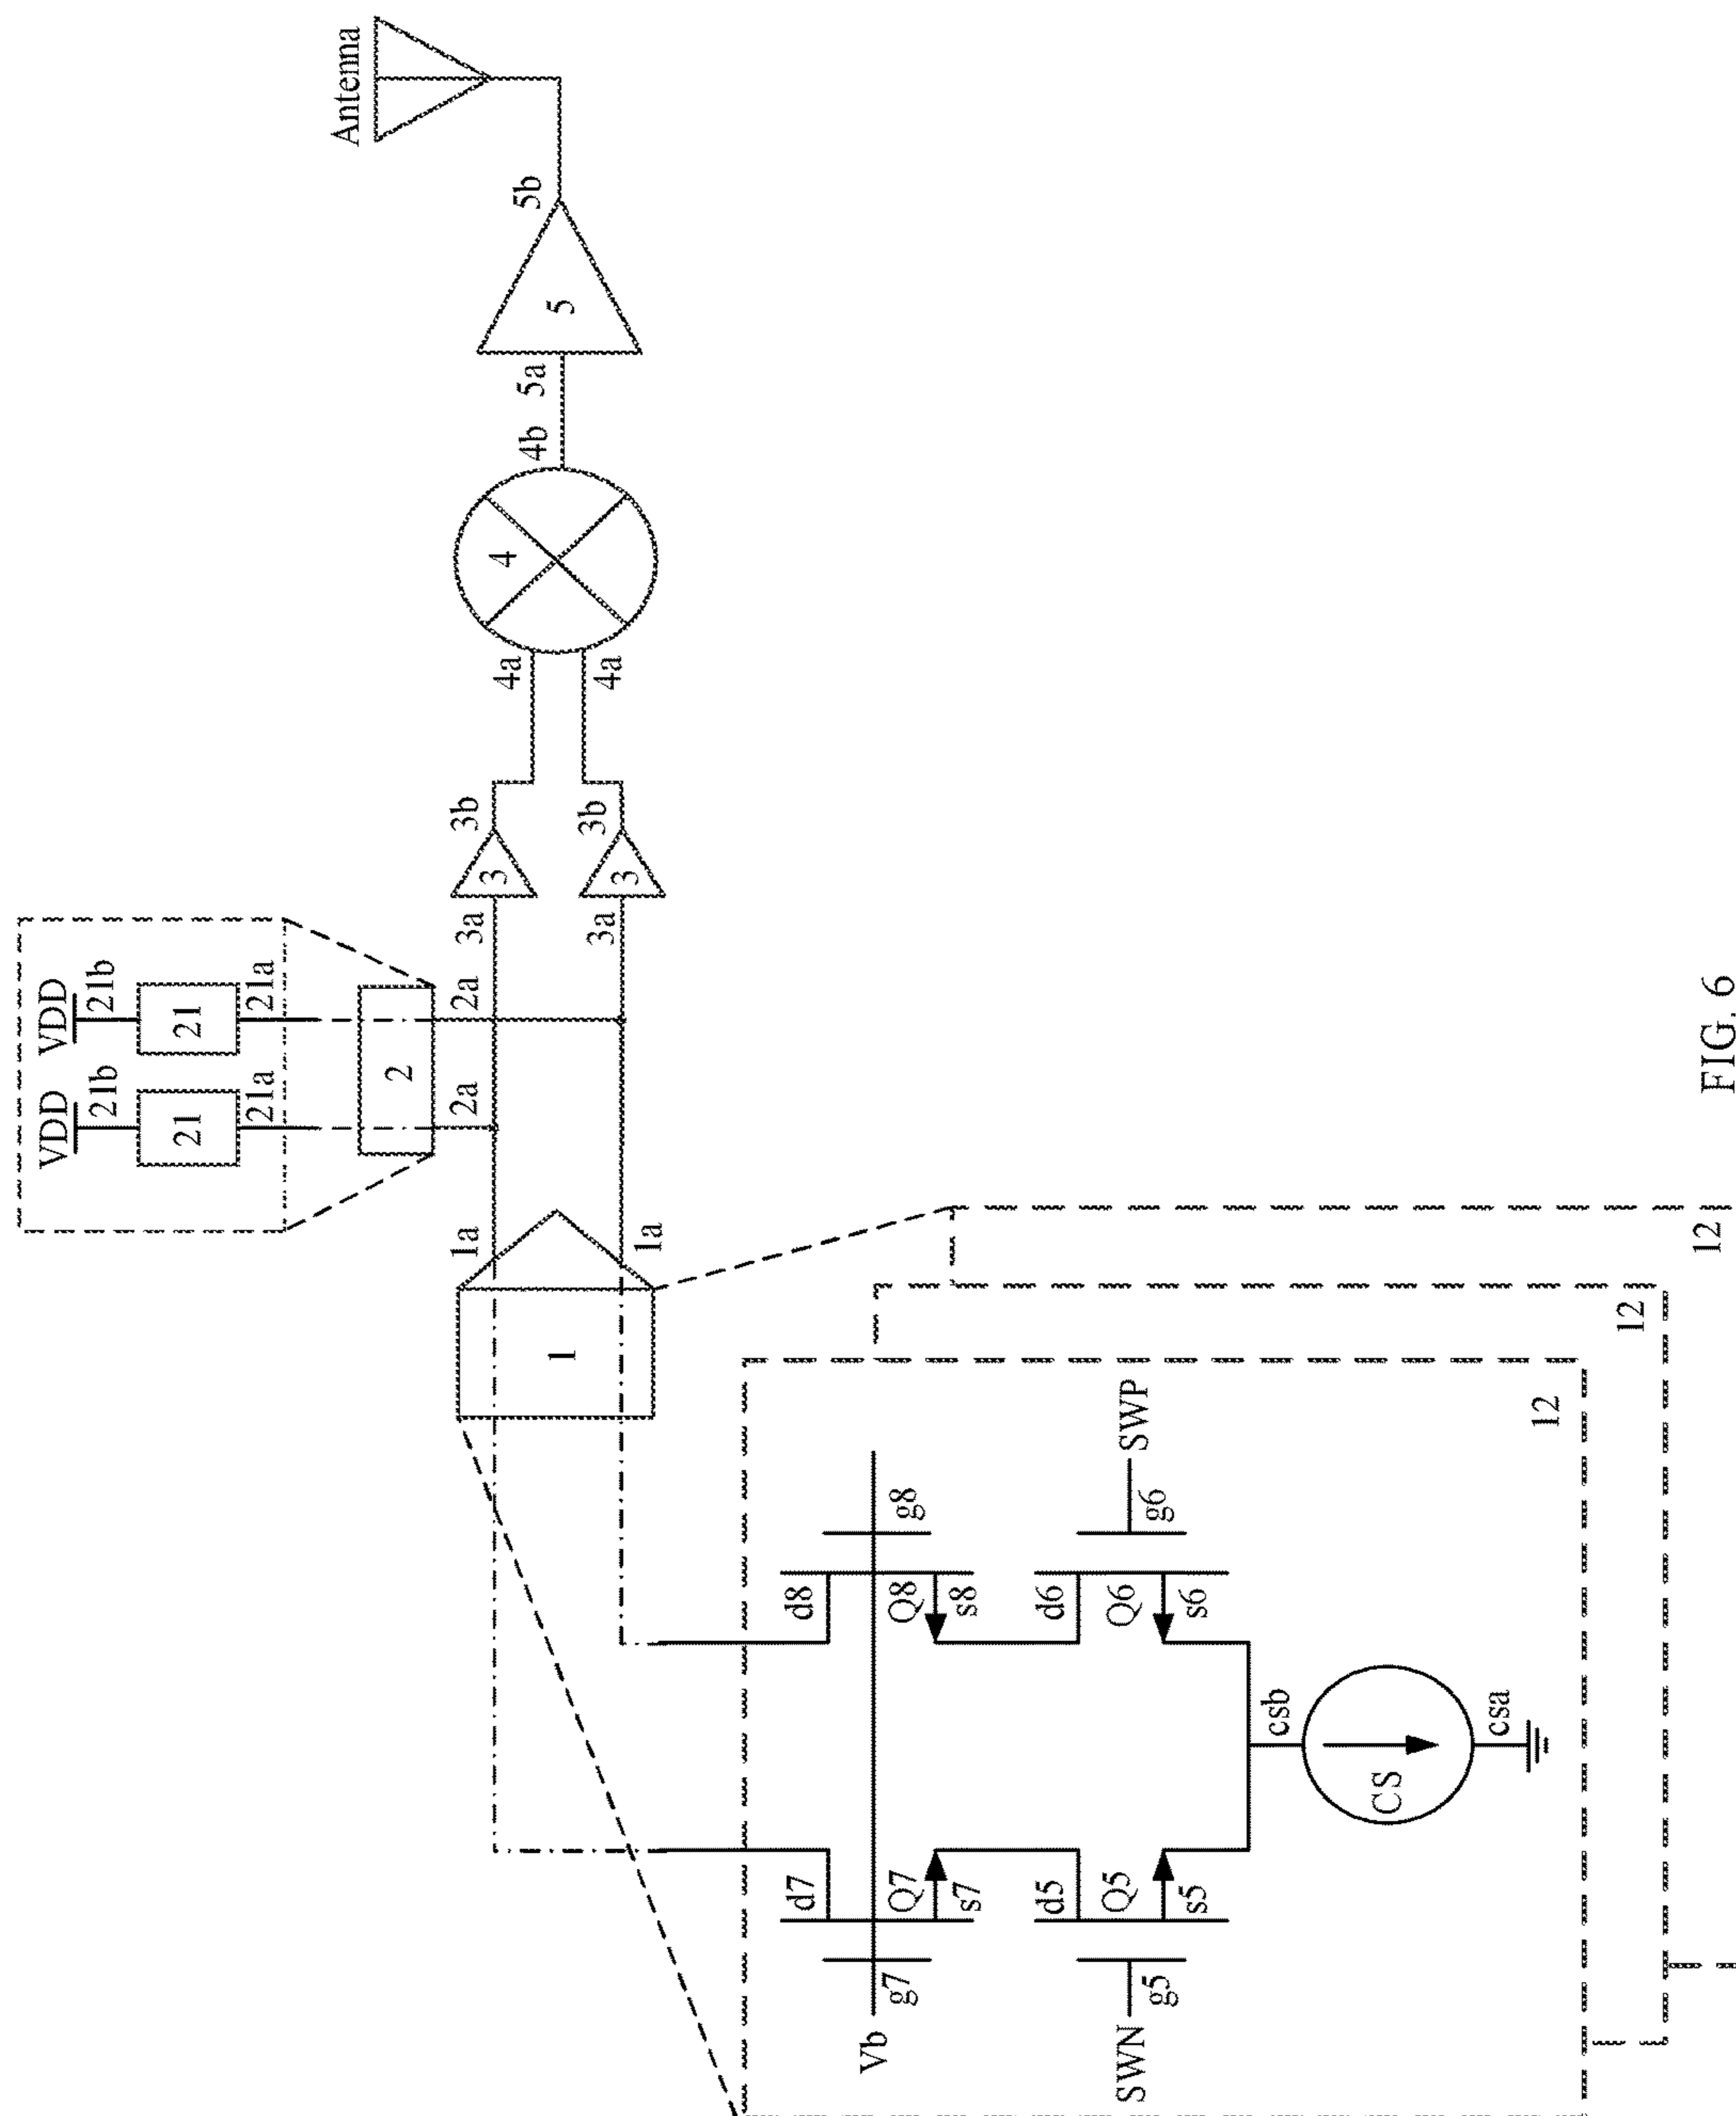 Antenna
5b
5
5a
4b
4
4a
4a
3b
3b
3
3
3a
3a
VDD
VDD
21b
21b
21
21
21a
21a
2
2a
2a
1a
1a
1
12
12
12
Vb
g7
d7
Q7
s7
d8
Q8
s8
g8
SWN
g5
d5
Q5
s5
d6
Q6
s6
g6
SWP
csb
CS
csa
FIG. 6